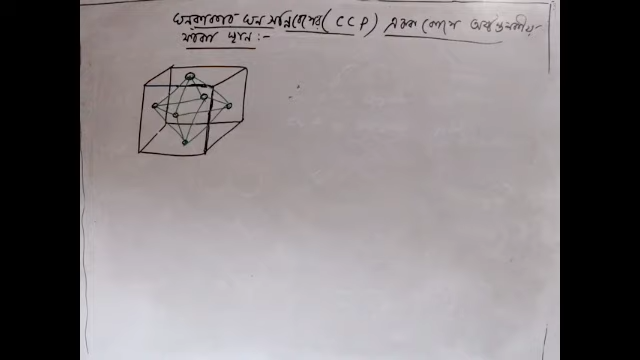 ঘনকাকার ঘন সন্নিবেশের (CCP) একক কোশে অষ্টতলকীয়
ফাঁকা স্থান :-